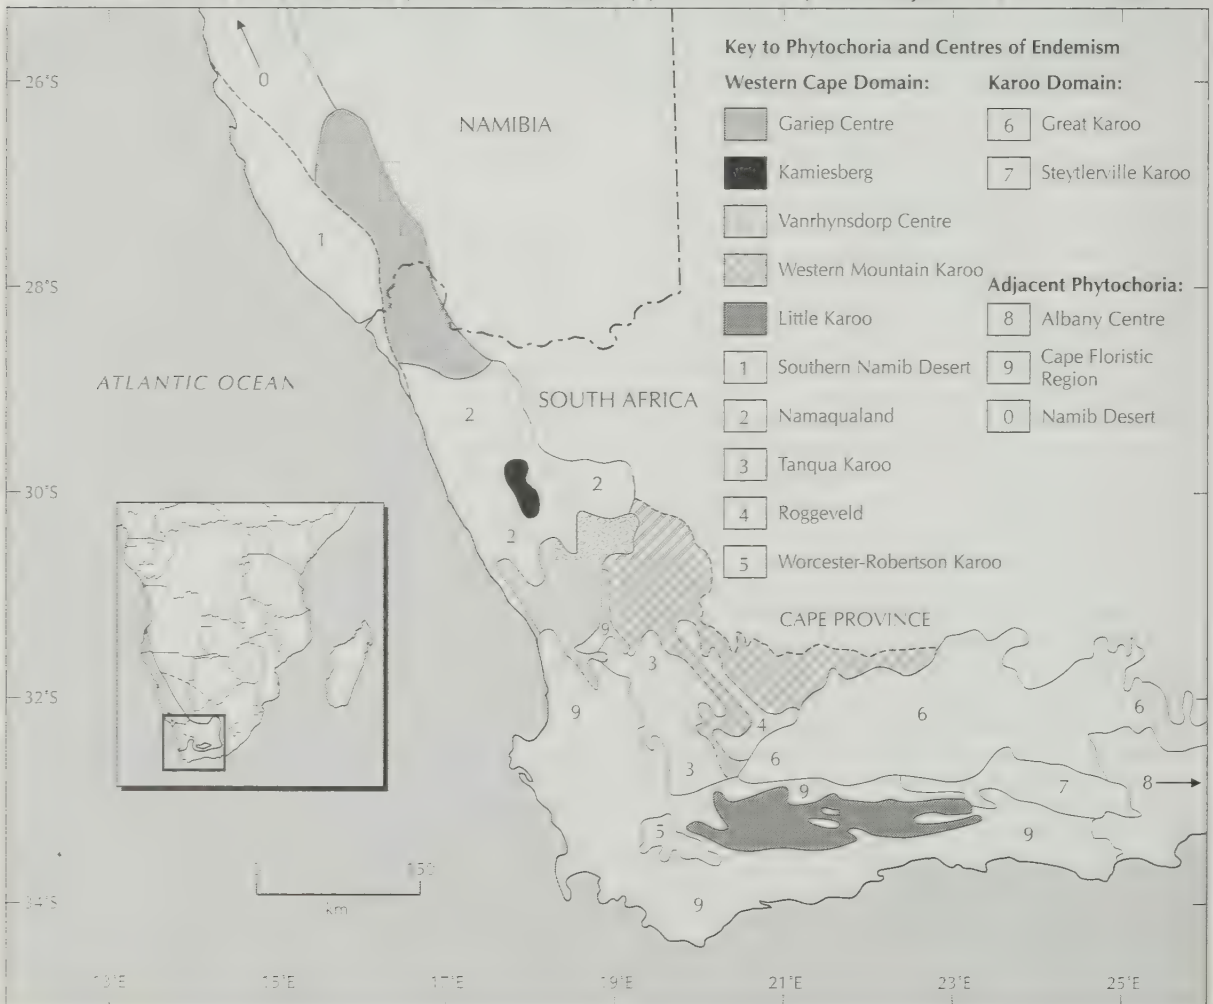 Key to Phytochoria and Centres of Endemism
Western Cape Domain:
Gariep Centre
Kamiesberg
Vanrhynsdorp Centre
Western Mountain Karoo
Little Karoo
1 Southern Namib Desert
2 Namaqualand
3 Tanqua Karoo
4 Roggeveld
5 Worcester-Robertson Karoo
Karoo Domain:
6 Great Karoo
7 Steytlerville Karoo
Adjacent Phytochoria:
8 Albany Centre
9 Cape Floristic
Region
0 Namib Desert
26°S
28°S
30°S
32°S
34°S
0
NAMIBIA
1
ATLANTIC OCEAN
SOUTH AFRICA
2
2
2
CAPE PROVINCE
9
3
9
4
6
6
3
6
9
7
8
5
9
9
150
km
13°E
15°E
17°E
19°E
21°E
23°E
25°E